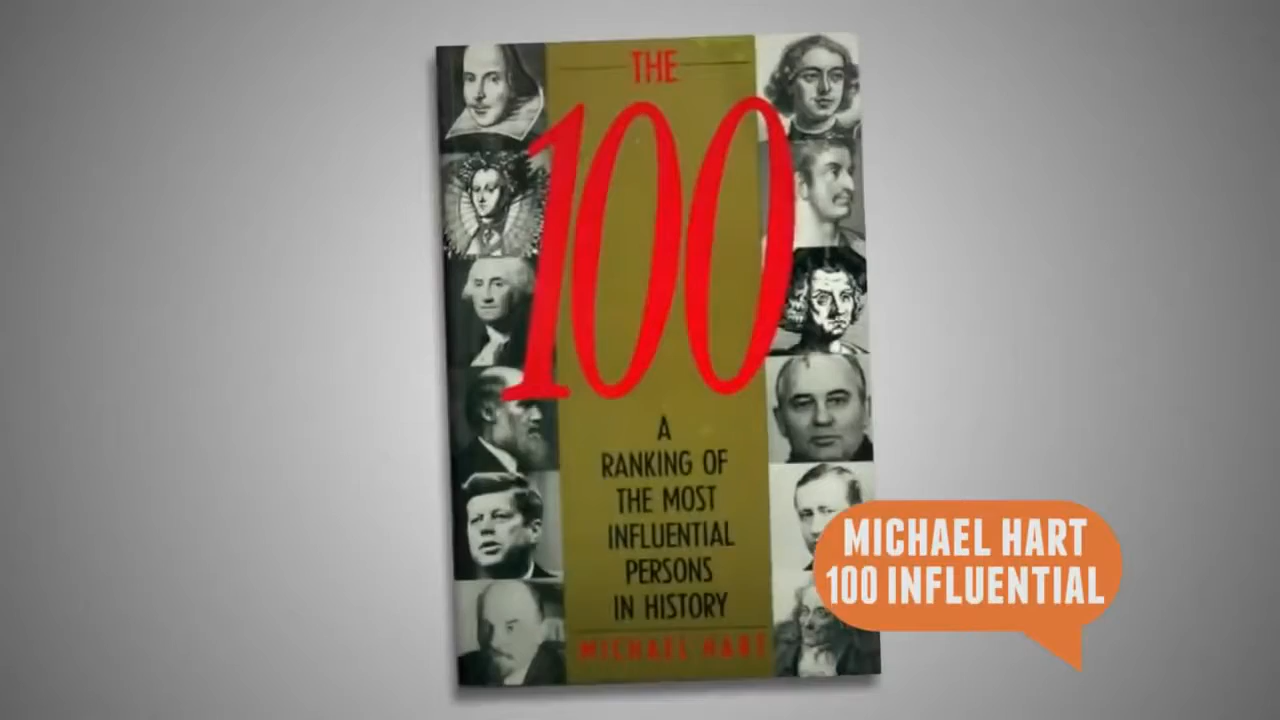 THE
100
A
RANKING OF
THE MOST
INFLUENTIAL
PERSONS
IN HISTORY
MICHAEL HART
MICHAEL HART
100 INFLUENTIAL